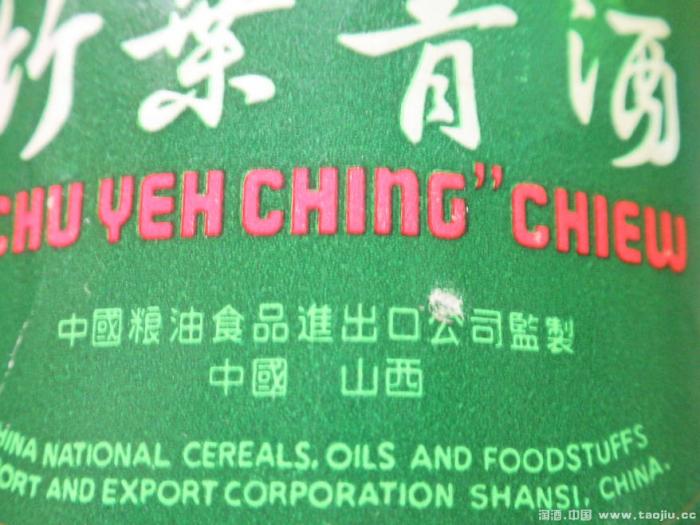 竹葉青酒
CHU YEH CHING" CHIEW
中國粮油食品進出口公司監製
中國 山西
HINA NATIONAL CEREALS, OILS AND FOODSTUFFS
ORT AND EXPORT CORPORATION SHANSI, CHINA.
淘酒.中国 www.taojiu.cc